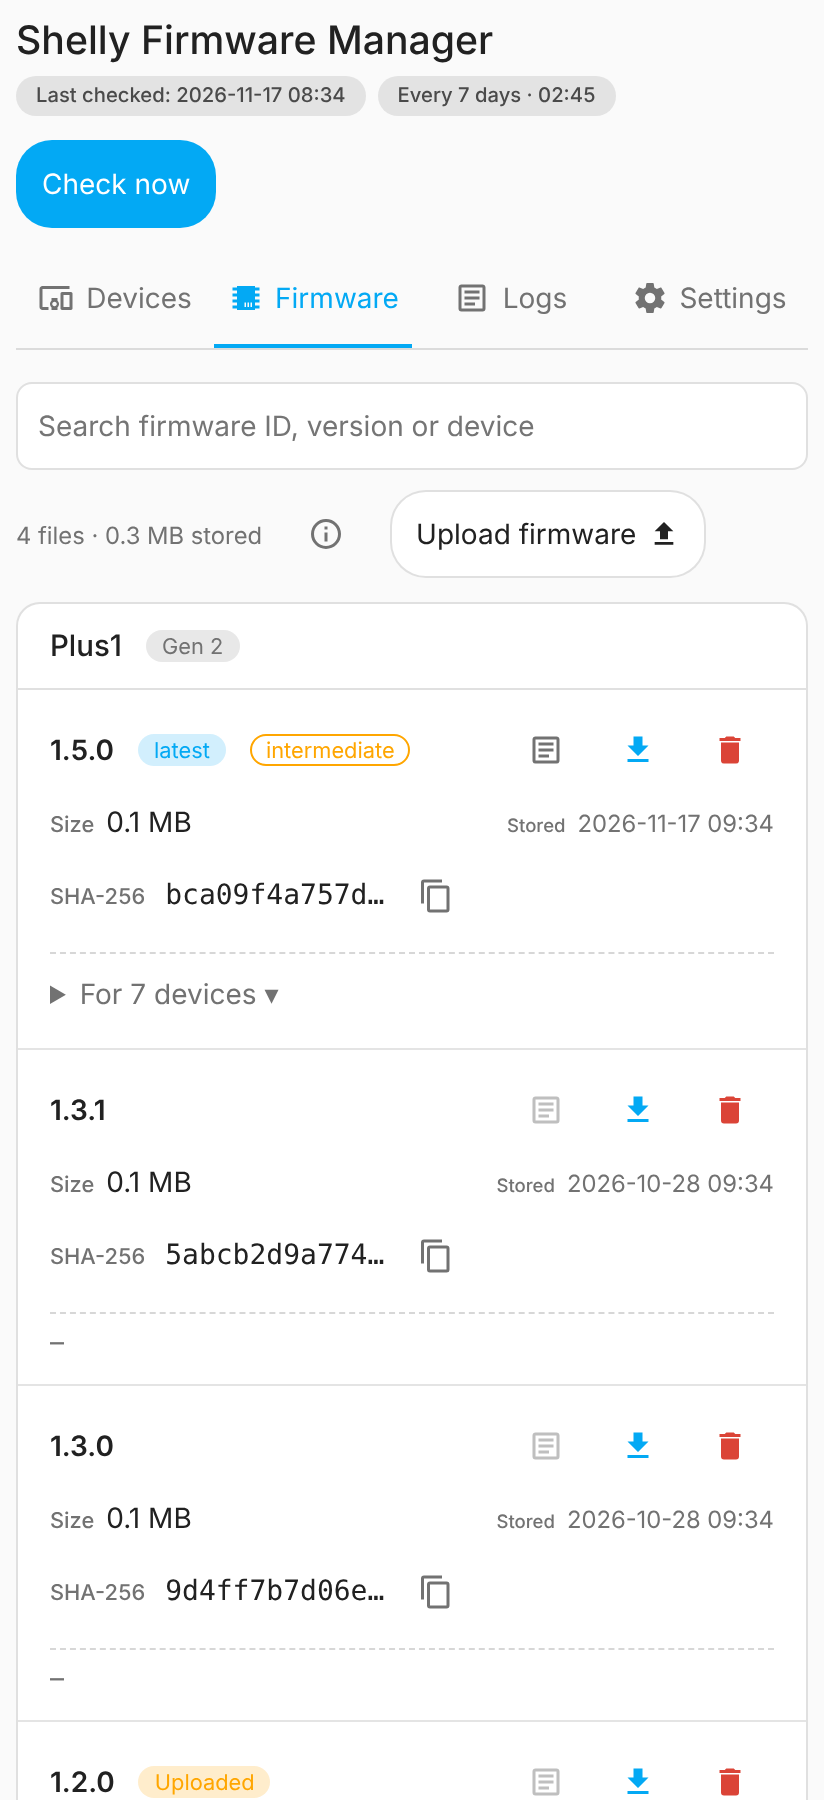 Shelly Firmware Manager
Last checked: 2026-11-17 08:34 Every 7 days · 02:45
Check now
Devices Firmware Logs Settings
Search firmware ID, version or device
4 files · 0.3 MB stored Upload firmware
Plus1 Gen 2
1.5.0 latest intermediate
Size 0.1 MB Stored 2026-11-17 09:34
SHA-256 bca09f4a757d…
▶ For 7 devices ▾
1.3.1
Size 0.1 MB Stored 2026-10-28 09:34
SHA-256 5abcb2d9a774…
–
1.3.0
Size 0.1 MB Stored 2026-10-28 09:34
SHA-256 9d4ff7b7d06e…
–
1.2.0 Uploaded